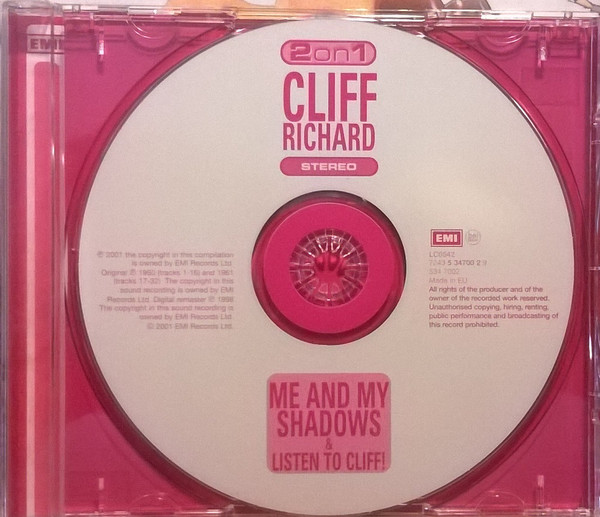 EMI
2on1
CLIFF
RICHARD
STEREO
℗ 2001 the copyright in this compilation
is owned by EMI Records Ltd.
Original ℗ 1960 (tracks 1-16) and 1961
(tracks 17-32) The copyright in this
sound recording is owned by EMI
Records Ltd. Digital remaster ℗ 1998
The copyright in this sound recording is
owned by EMI Records Ltd.
© 2001 EMI Records Ltd.
EMI
LC0542
7243 5 34700 2 9
534 7002
Made in EU
All rights of the producer and of the
owner of the recorded work reserved.
Unauthorised copying, hiring, renting,
public performance and broadcasting of
this record prohibited.
ME AND MY
SHADOWS
&
LISTEN TO CLIFF!